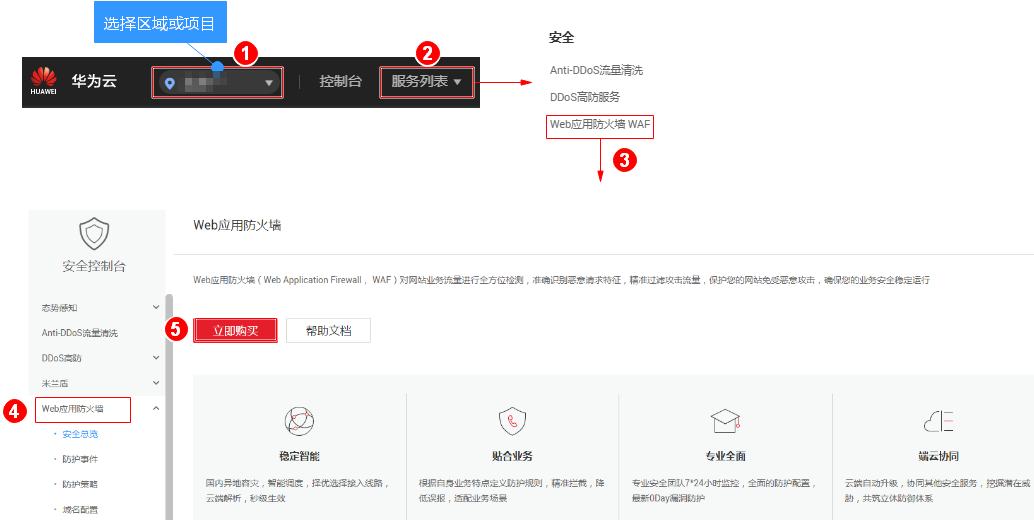 选择区域或项目
1
2
HUAWEI
华为云
控制台
服务列表
安全
Anti-DDoS流量清洗
DDoS高防服务
Web应用防火墙 WAF
3
安全控制台
态势感知
Anti-DDoS流量清洗
DDoS高防
米兰盾
4
Web应用防火墙
安全总览
防护事件
防护策略
域名配置
Web应用防火墙
Web应用防火墙（Web Application Firewall，WAF）对网站业务流量进行全方位检测，准确识别恶意请求特征，精准过滤攻击流量，保护您的网站免受恶意攻击，确保您的业务安全稳定运行
5
立即购买
帮助文档
稳定智能
国内异地容灾，智能调度，择优选择接入线路，
云端解析，秒级生效
贴合业务
根据自身业务特点定义防护规则，精准拦截，降
低误报，适配业务场景
专业全面
专业安全团队7*24小时监控，全面的防护配置，
最新0Day漏洞防护
端云协同
云端自动升级，协同其他安全服务，挖掘潜在威
胁，共筑立体防御体系